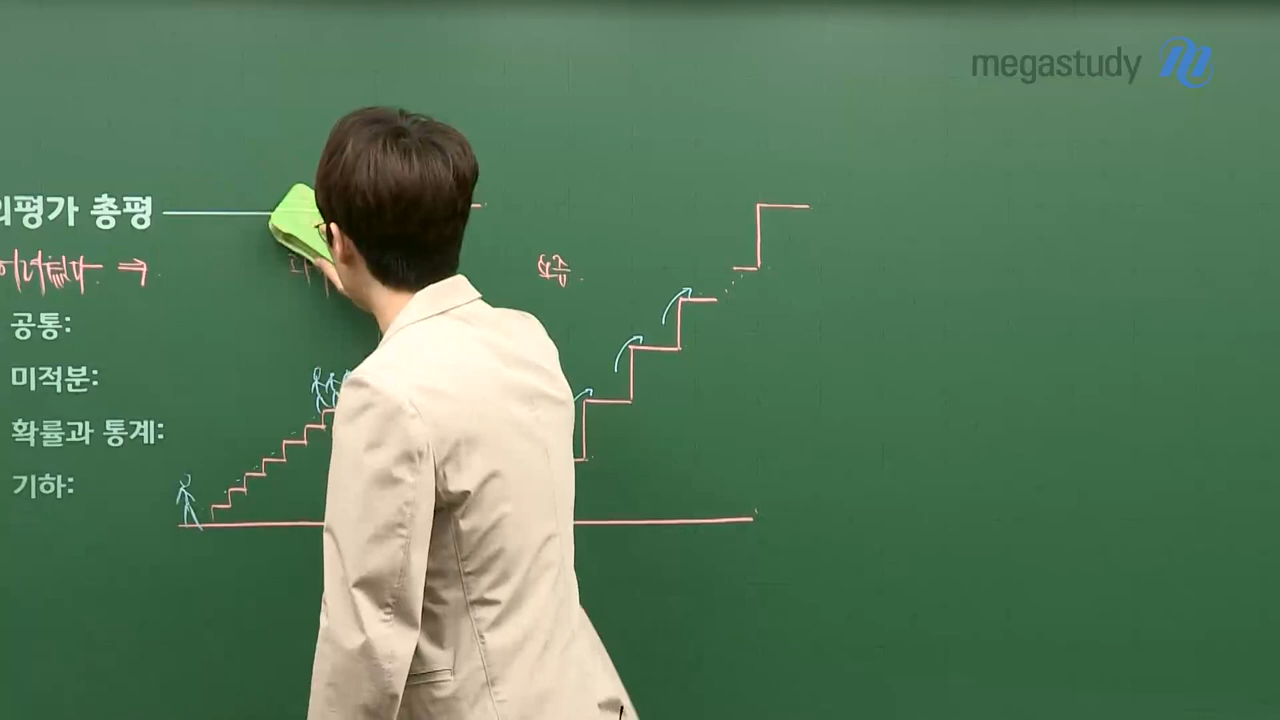 megastudy
의평가 총평
공통:
미적분:
확률과 통계:
기하: